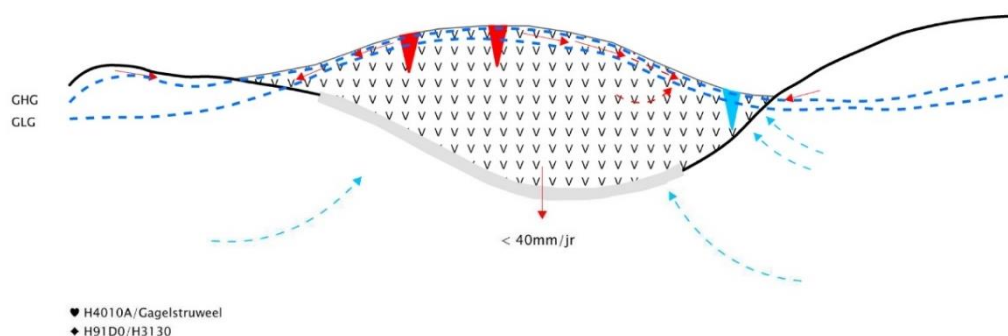 GHG
GLG
< 40mm/jr
♥ H4010A/Gagelstruweel
◆ H91D0/H3130